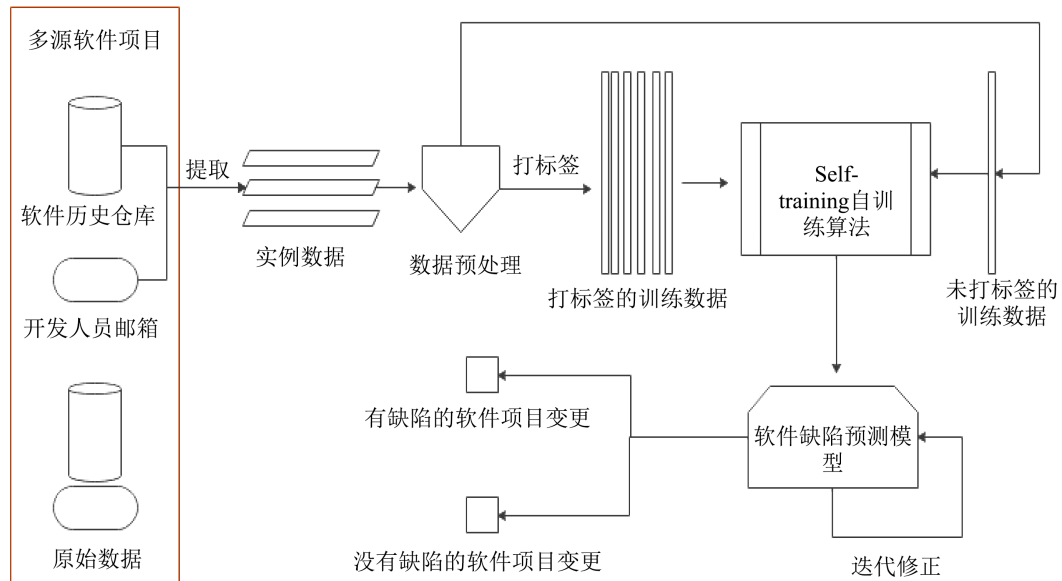 多源软件项目
软件历史仓库
开发人员邮箱
原始数据
提取
实例数据
数据预处理
打标签
打标签的训练数据
Self-
training自训
练算法
未打标签的
训练数据
有缺陷的软件项目变更
没有缺陷的软件项目变更
软件缺陷预测模
型
迭代修正